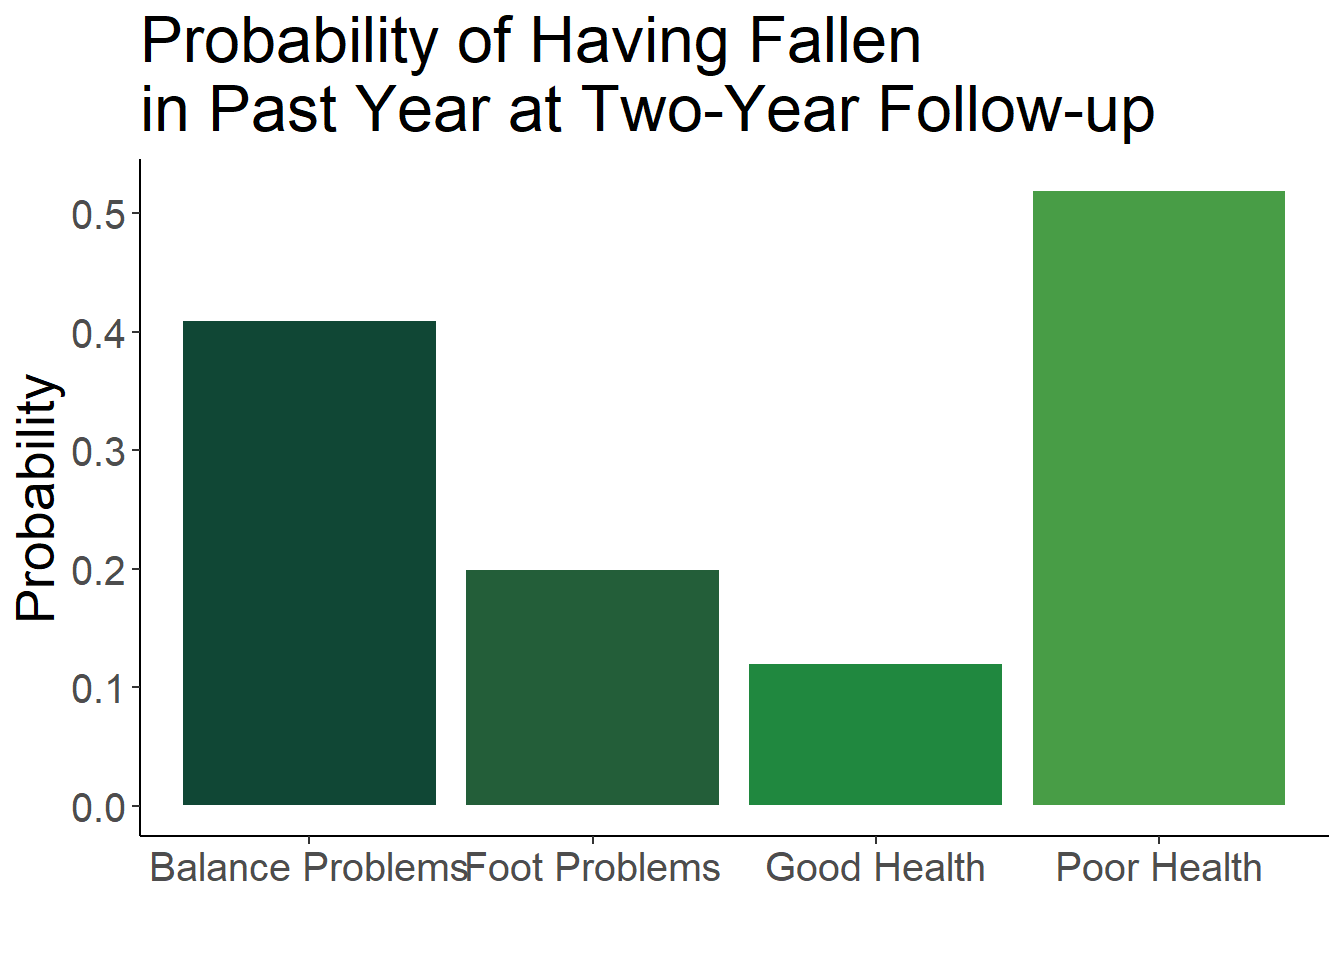 Probability of Having Fallen
in Past Year at Two-Year Follow-up
Probability
0.5
0.4
0.3
0.2
0.1
0.0
Balance Problems Foot Problems Good Health Poor Health